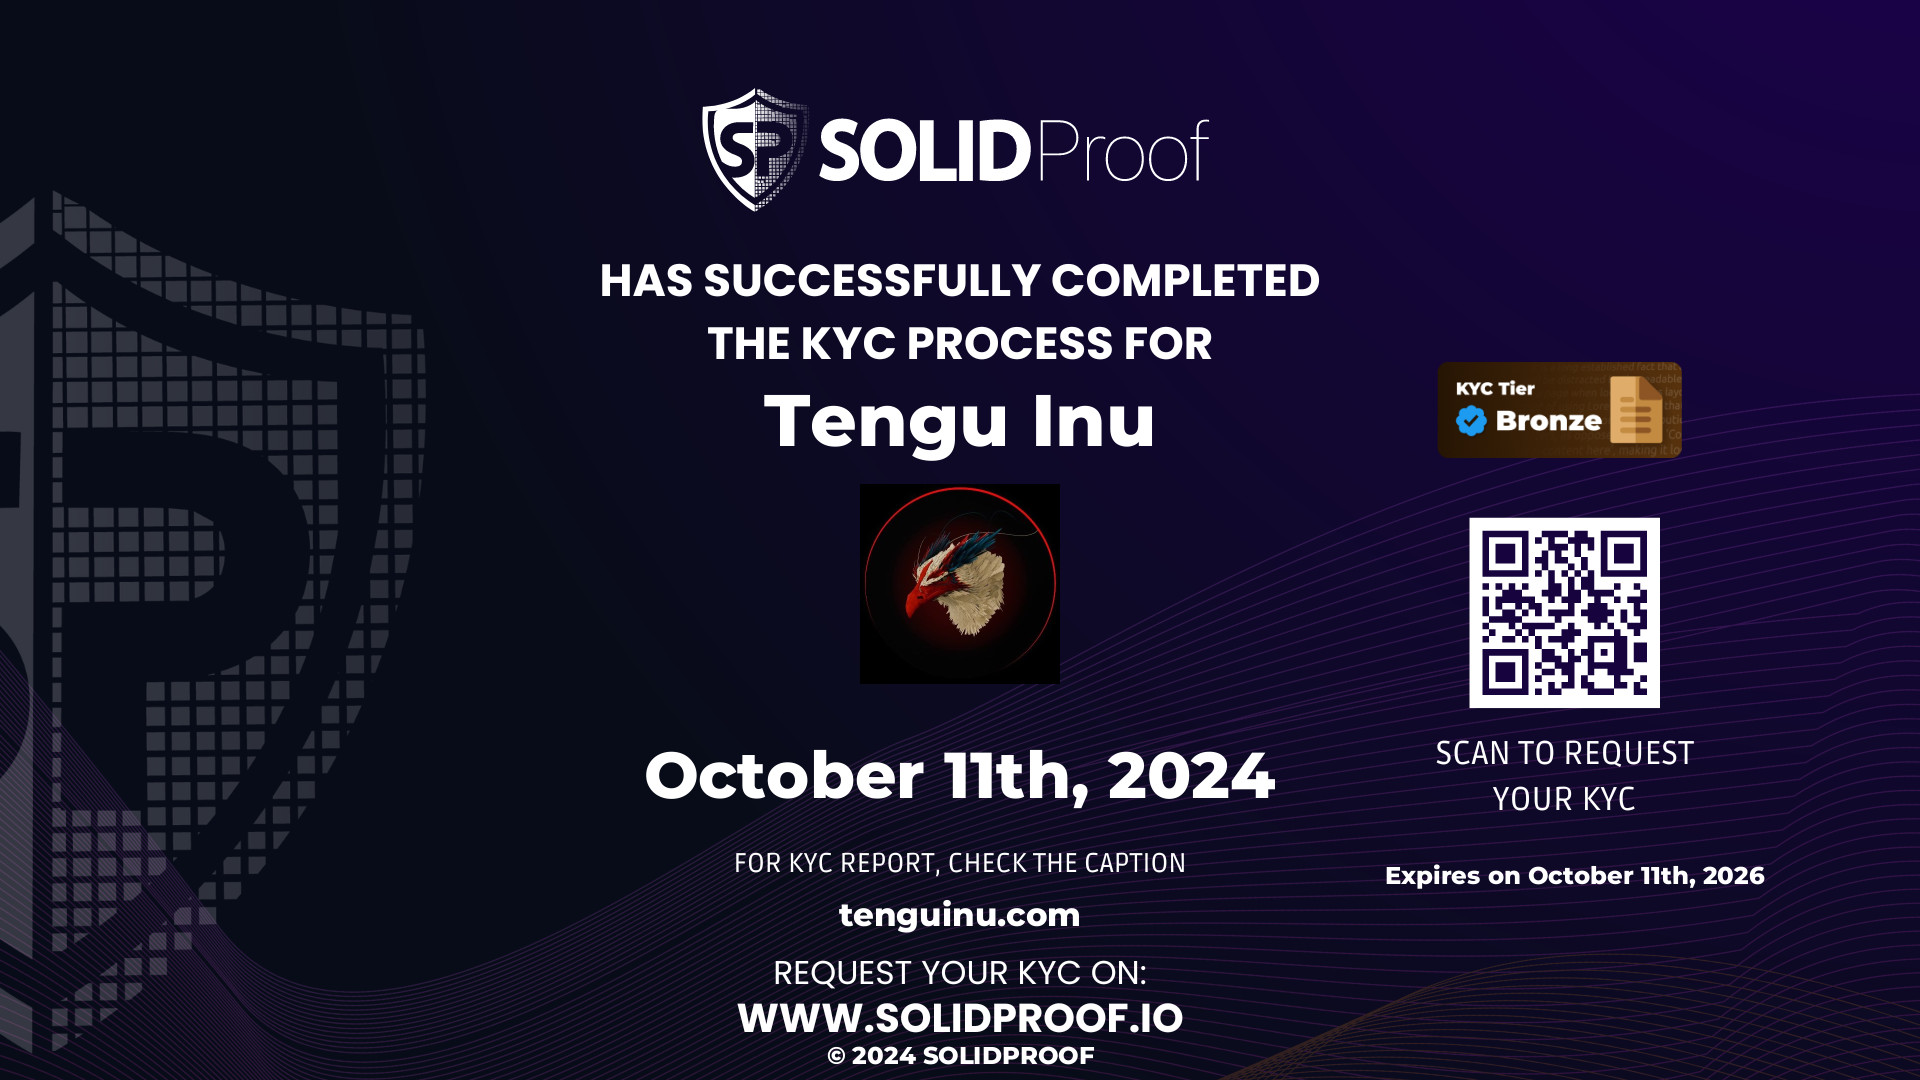 SP SOLIDProof
HAS SUCCESSFULLY COMPLETED
THE KYC PROCESS FOR
Tengu Inu
KYC Tier
Bronze
October 11th, 2024
SCAN TO REQUEST
YOUR KYC
FOR KYC REPORT, CHECK THE CAPTION
Expires on October 11th, 2026
tenguinu.com
REQUEST YOUR KYC ON:
WWW.SOLIDPROOF.IO
© 2024 SOLIDPROOF